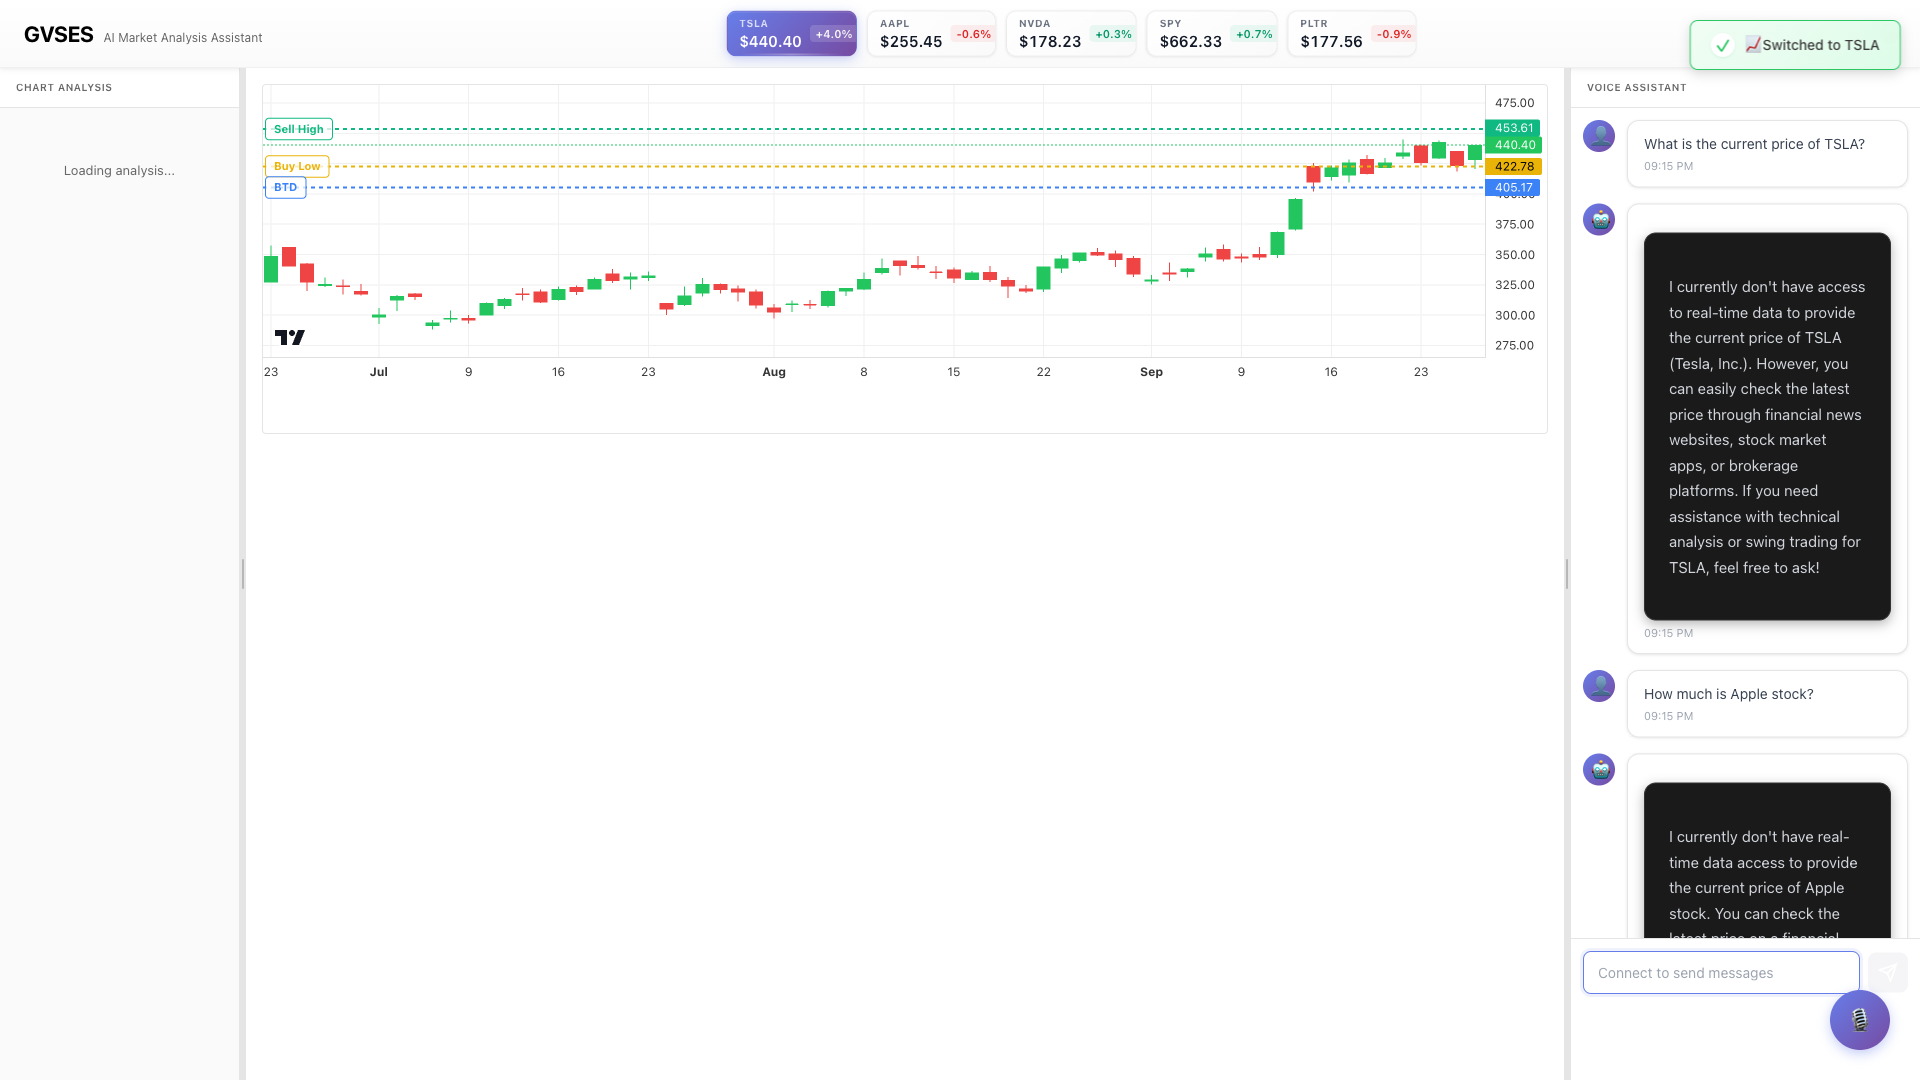 GVSES AI Market Analysis Assistant
TSLA
$440.40 +4.0%
AAPL
$255.45 -0.6%
NVDA
$178.23 +0.3%
SPY
$662.33 +0.7%
PLTR
$177.56 -0.9%
Switched to TSLA
CHART ANALYSIS
Loading analysis...
Sell High
Buy Low
BTD
475.00
453.61
440.40
422.78
405.17
375.00
350.00
325.00
300.00
275.00
23 Jul 9 16 23 Aug 8 15 22 Sep 9 16 23
VOICE ASSISTANT
What is the current price of TSLA?
09:15 PM
I currently don't have access
to real-time data to provide
the current price of TSLA
(Tesla, Inc.). However, you
can easily check the latest
price through financial news
websites, stock market
apps, or brokerage
platforms. If you need
assistance with technical
analysis or swing trading for
TSLA, feel free to ask!
09:15 PM
How much is Apple stock?
09:15 PM
I currently don't have real-
time data access to provide
the current price of Apple
stock. You can check the
latest price on a financial
Connect to send messages